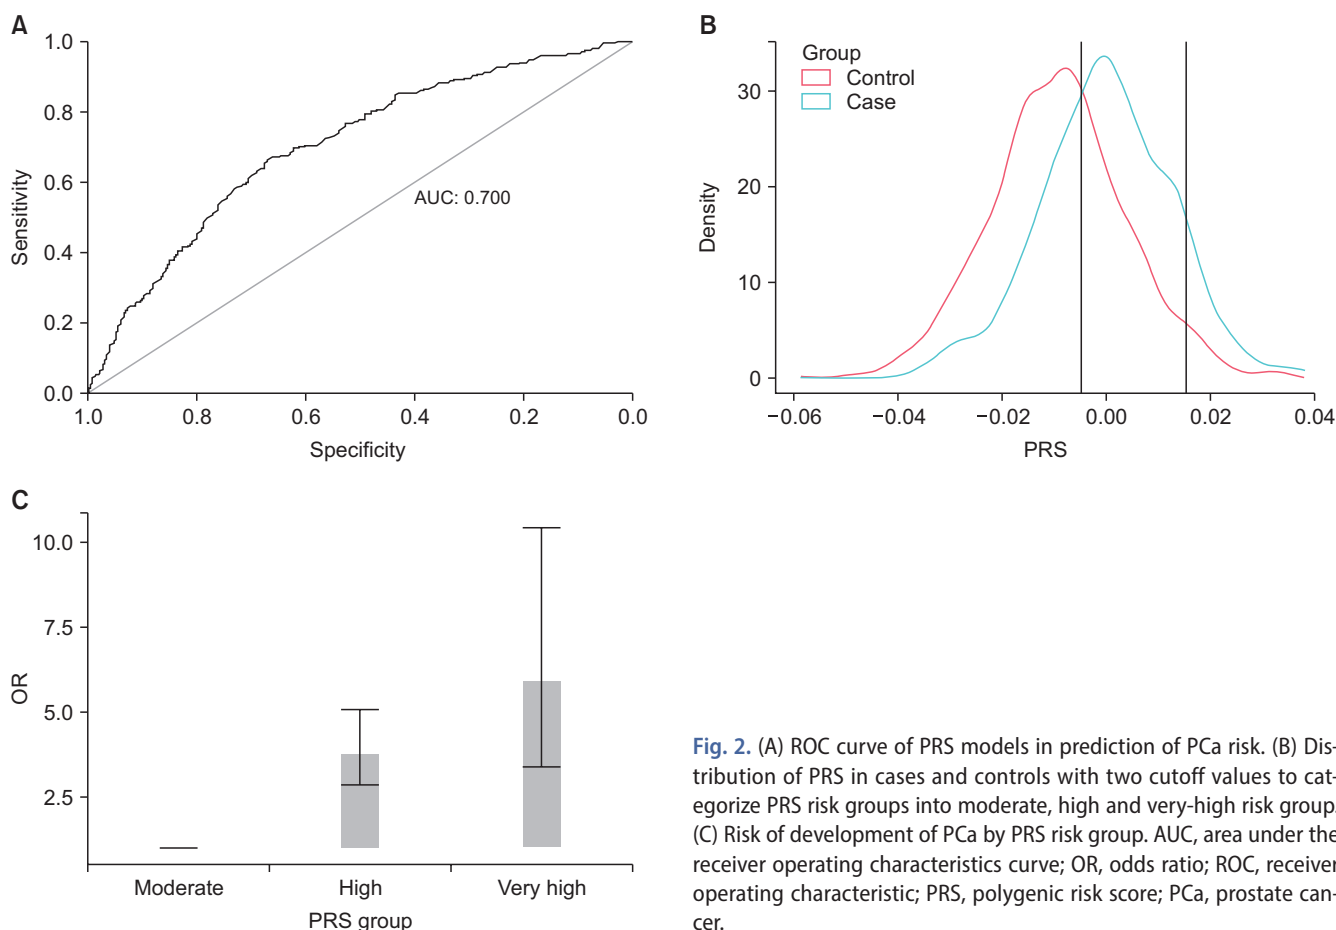 A
1.0
0.8
0.6
0.4
0.2
0.0
Sensitivity
AUC: 0.700
1.0 0.8 0.6 0.4 0.2 0.0
Specificity
B
Group
Control
Case
30
20
10
0
Density
−0.06 −0.04 −0.02 0.00 0.02 0.04
PRS
C
10.0
7.5
5.0
2.5
OR
Moderate High Very high
PRS group
Fig. 2. (A) ROC curve of PRS models in prediction of PCa risk. (B) Dis-
tribution of PRS in cases and controls with two cutoff values to cat-
egorize PRS risk groups into moderate, high and very-high risk group.
(C) Risk of development of PCa by PRS risk group. AUC, area under the
receiver operating characteristics curve; OR, odds ratio; ROC, receiver
operating characteristic; PRS, polygenic risk score; PCa, prostate can-
cer.